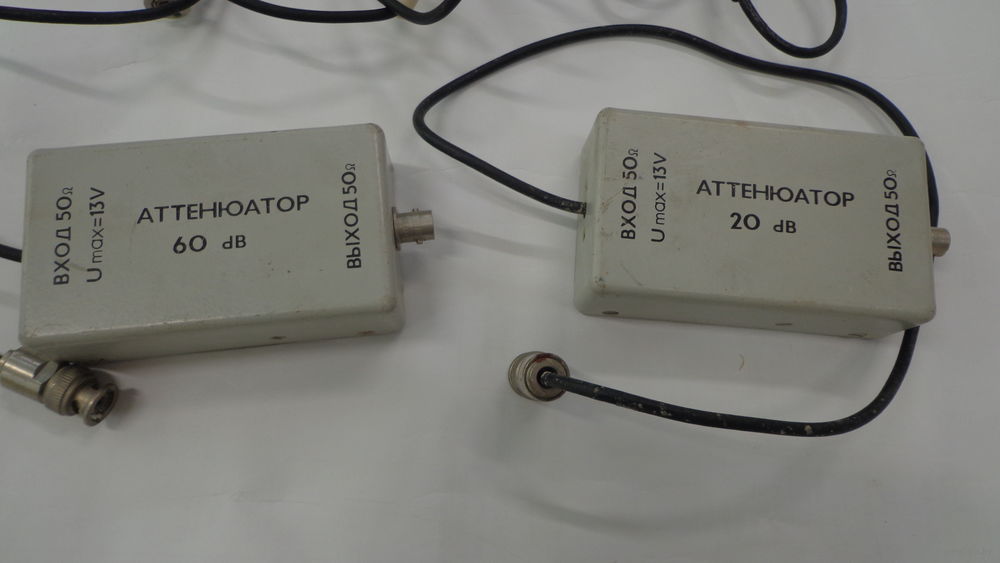 ВХОД 50Ω
U max=13V
АТТЕНЮАТОР
60 dB
ВЫХОД 50Ω
ВХОД 50Ω
U max=13V
АТТЕНЮАТОР
20 dB
ВЫХОД 50Ω